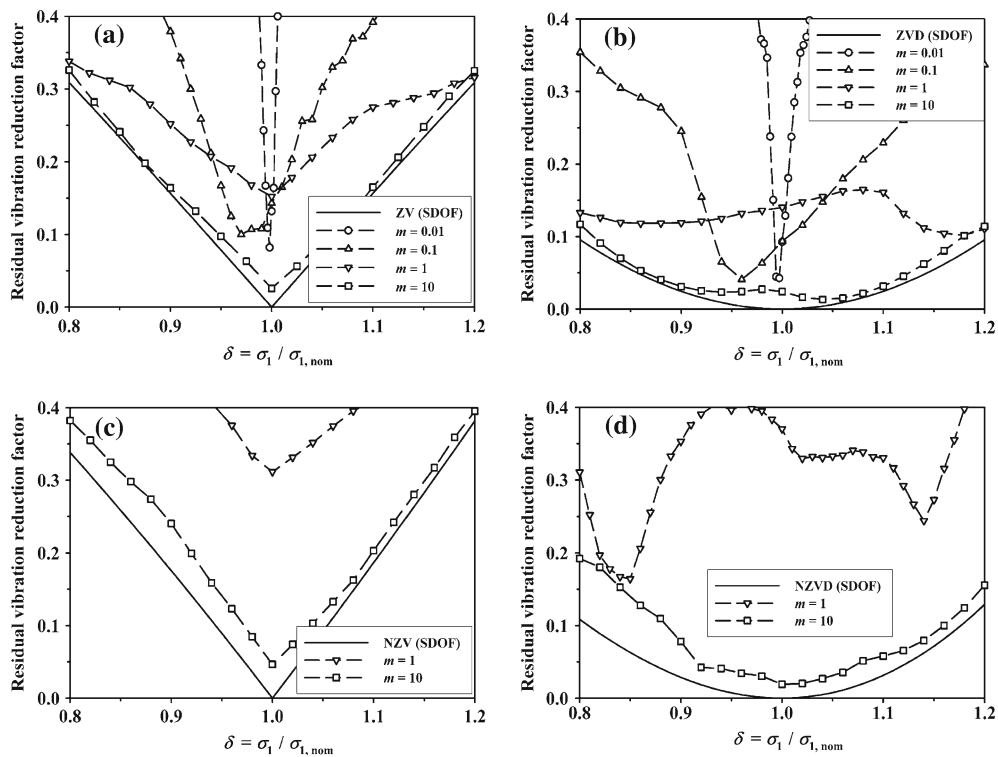 (a)
Residual vibration reduction factor
0.4
0.3
0.2
0.1
0.0
ZV (SDOF)
m = 0.01
m = 0.1
m = 1
m = 10
0.8 0.9 1.0 1.1 1.2
δ = σ1 / σ1, nom
(b)
Residual vibration reduction factor
0.4
0.3
0.2
0.1
0.0
ZVD (SDOF)
m = 0.01
m = 0.1
m = 1
m = 10
0.8 0.9 1.0 1.1 1.2
δ = σ1 / σ1, nom
(c)
Residual vibration reduction factor
0.4
0.3
0.2
0.1
0.0
NZV (SDOF)
m = 1
m = 10
0.8 0.9 1.0 1.1 1.2
δ = σ1 / σ1, nom
(d)
Residual vibration reduction factor
0.4
0.3
0.2
0.1
0.0
NZVD (SDOF)
m = 1
m = 10
0.8 0.9 1.0 1.1 1.2
δ = σ1 / σ1, nom